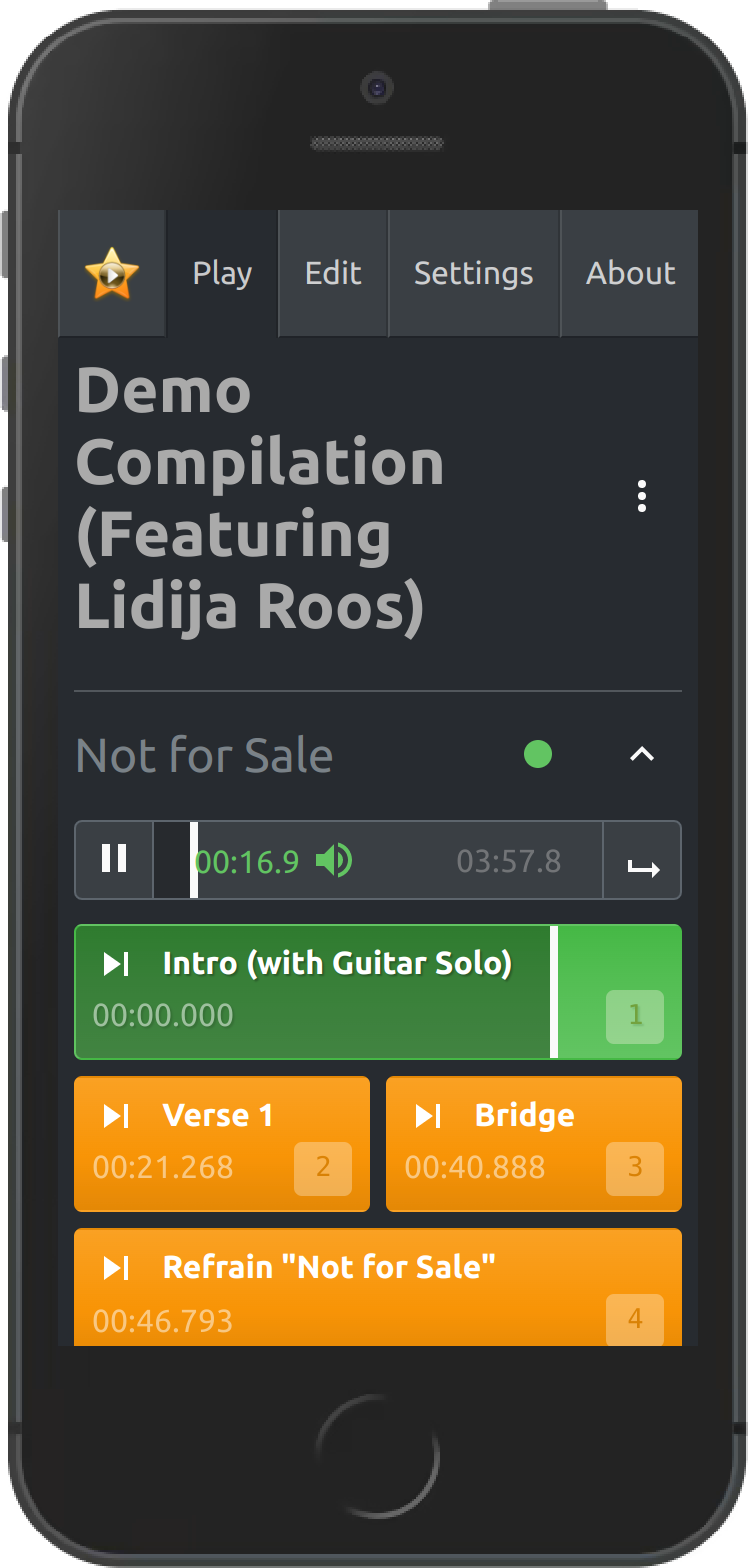 Play Edit Settings About
Demo
Compilation
(Featuring
Lidija Roos)
Not for Sale
00:16.9 03:57.8
Intro (with Guitar Solo)
00:00.000 1
Verse 1 Bridge
00:21.268 2 00:40.888 3
Refrain "Not for Sale"
00:46.793 4